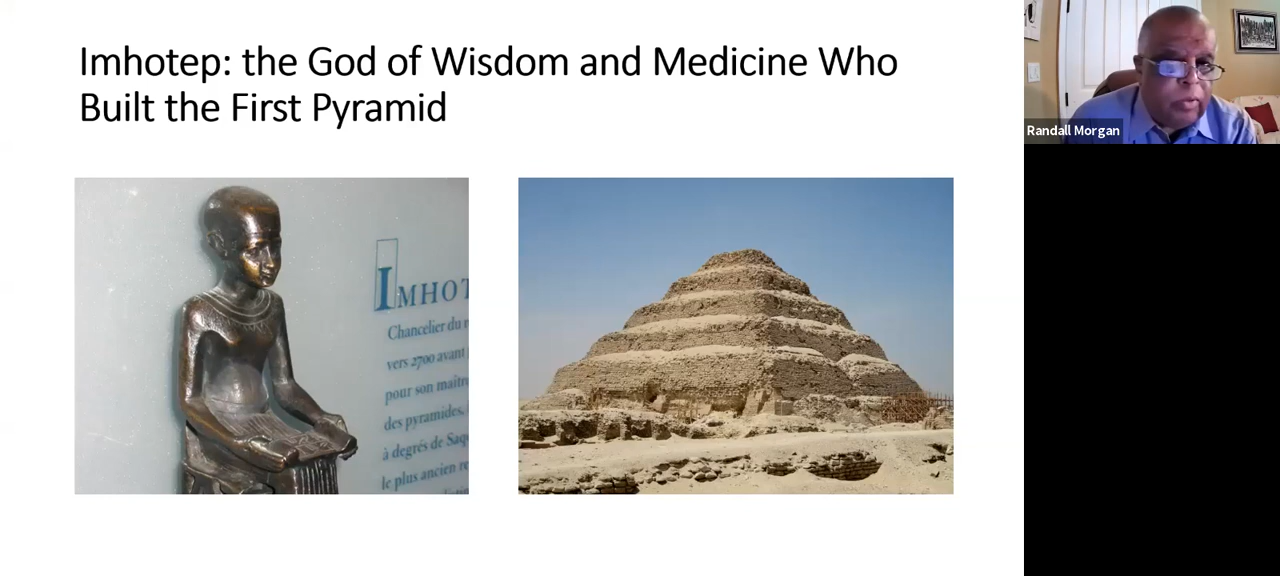 Imhotep: the God of Wisdom and Medicine Who
Built the First Pyramid
Randall Morgan
IMHOT
Chancelier du
vers 2700 avant
pour son maître
des pyramides,
à degrés de Saq
le plus ancien re